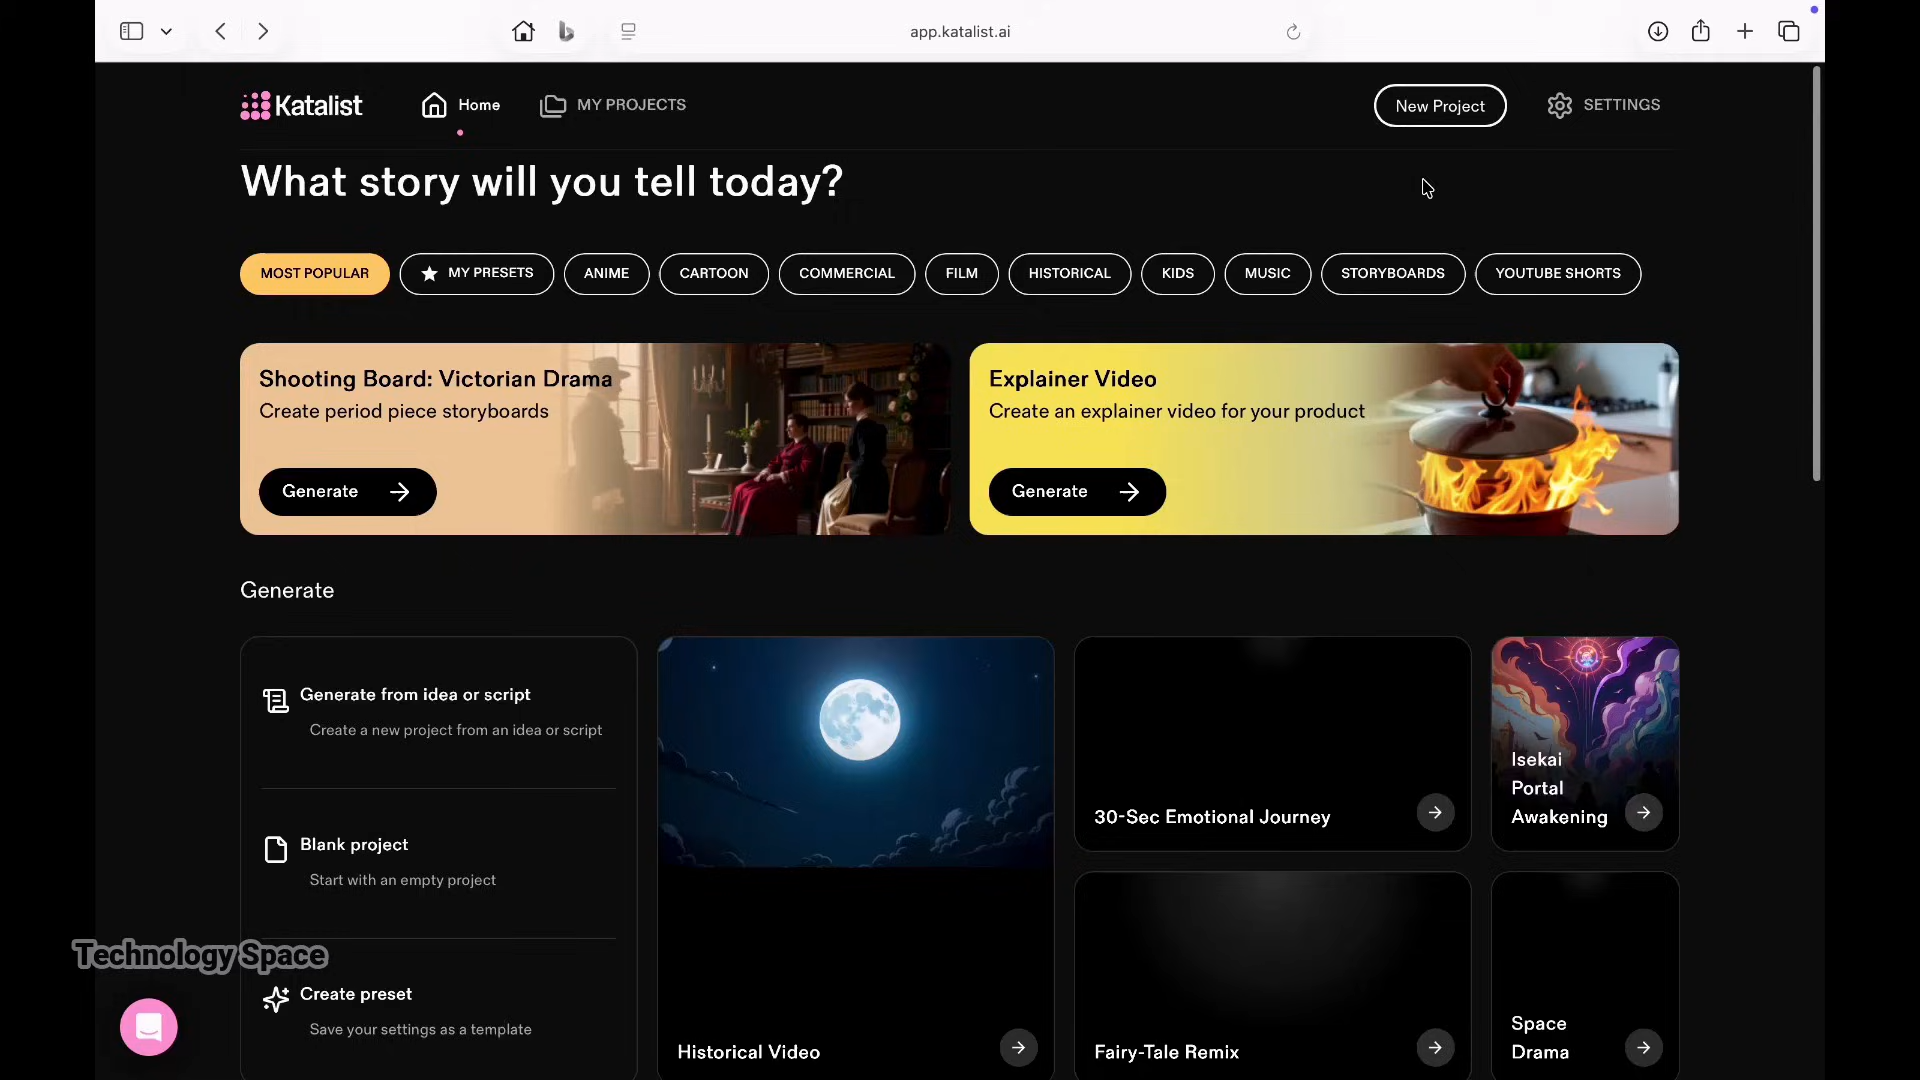 app.katalist.ai
Katalist
Home
MY PROJECTS
New Project
SETTINGS
What story will you tell today?
MOST POPULAR
MY PRESETS
ANIME
CARTOON
COMMERCIAL
FILM
HISTORICAL
KIDS
MUSIC
STORYBOARDS
YOUTUBE SHORTS
Shooting Board: Victorian Drama
Create period piece storyboards
Generate
Explainer Video
Create an explainer video for your product
Generate
Generate
Generate from idea or script
Create a new project from an idea or script
Blank project
Start with an empty project
Create preset
Save your settings as a template
Historical Video
30-Sec Emotional Journey
Isekai
Portal
Awakening
Fairy-Tale Remix
Space
Drama
Technology Space